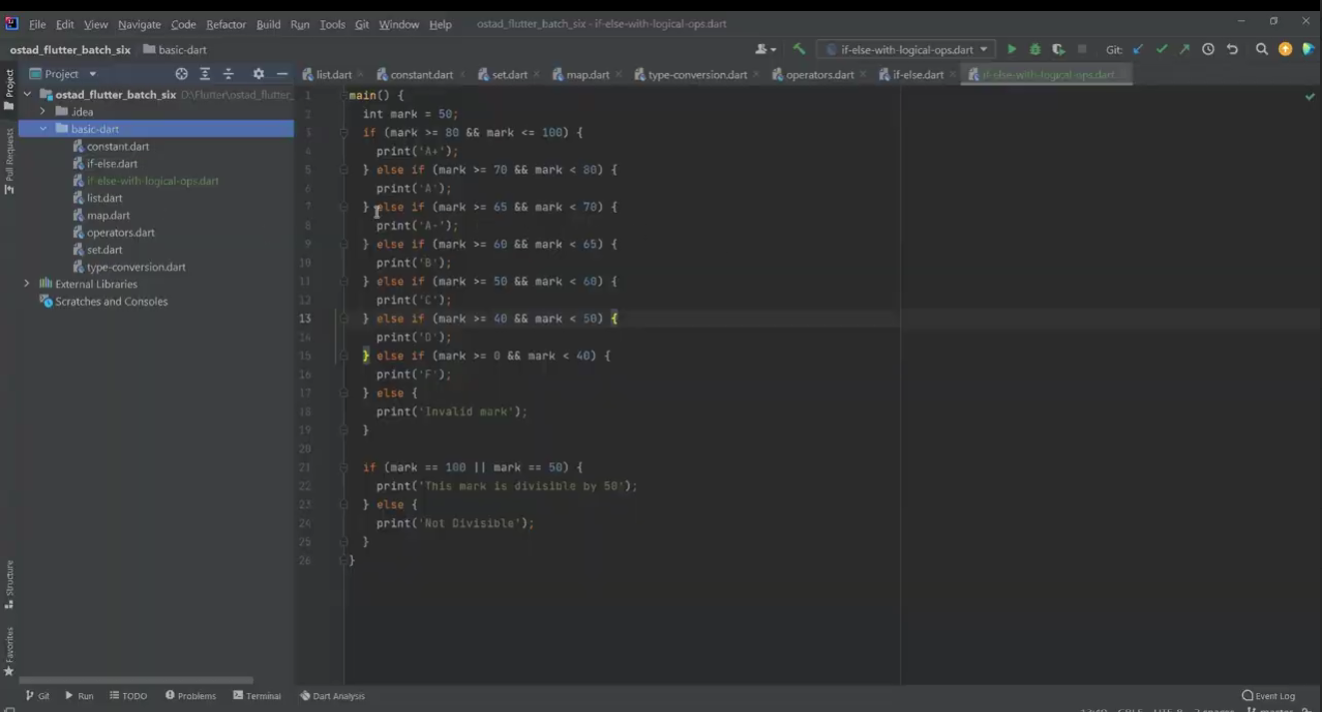 File Edit View Navigate Code Refactor Build Run Tools Git Window Help ostad_flutter_batch_six - if-else-with-logical-ops.dart
ostad_flutter_batch_six basic-dart if-else-with-logical-ops.dart Git:
Project list.dart constant.dart set.dart map.dart type-conversion.dart operators.dart if-else.dart if-else-with-logical-ops.dart
Project
Pull Requests
Structure
Favorites
ostad_flutter_batch_six D:\Flutter\ostad_flutter_
.idea
basic-dart
constant.dart
if-else.dart
if-else-with-logical-ops.dart
list.dart
map.dart
operators.dart
set.dart
type-conversion.dart
External Libraries
Scratches and Consoles
1 main() {
2 int mark = 50;
3 if (mark >= 80 && mark <= 100) {
4 print('A+');
5 } else if (mark >= 70 && mark < 80) {
6 print('A');
7 } else if (mark >= 65 && mark < 70) {
8 print('A-');
9 } else if (mark >= 60 && mark < 65) {
10 print('B');
11 } else if (mark >= 50 && mark < 60) {
12 print('C');
13 } else if (mark >= 40 && mark < 50) {
14 print('D');
15 } else if (mark >= 0 && mark < 40) {
16 print('F');
17 } else {
18 print('Invalid mark');
19 }
20
21 if (mark == 100 || mark == 50) {
22 print('This mark is divisible by 50');
23 } else {
24 print('Not Divisible');
25 }
26 }
Git Run TODO Problems Terminal Dart Analysis Event Log